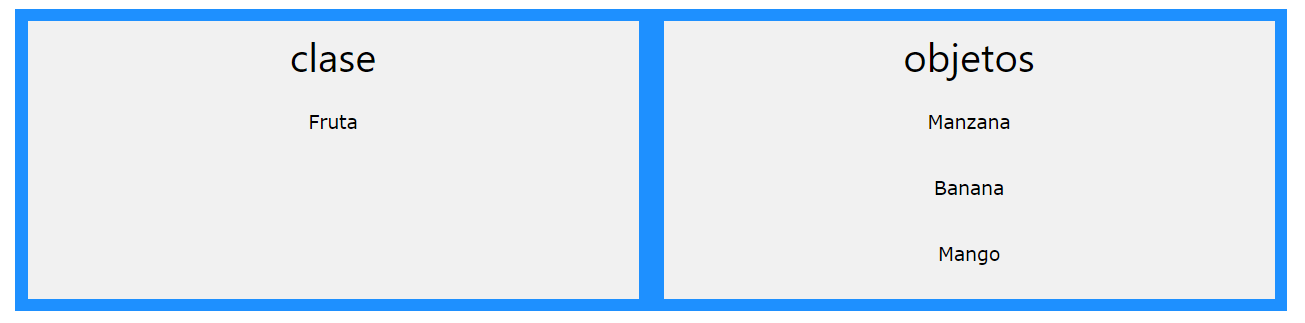 clase
Fruta
objetos
Manzana
Banana
Mango